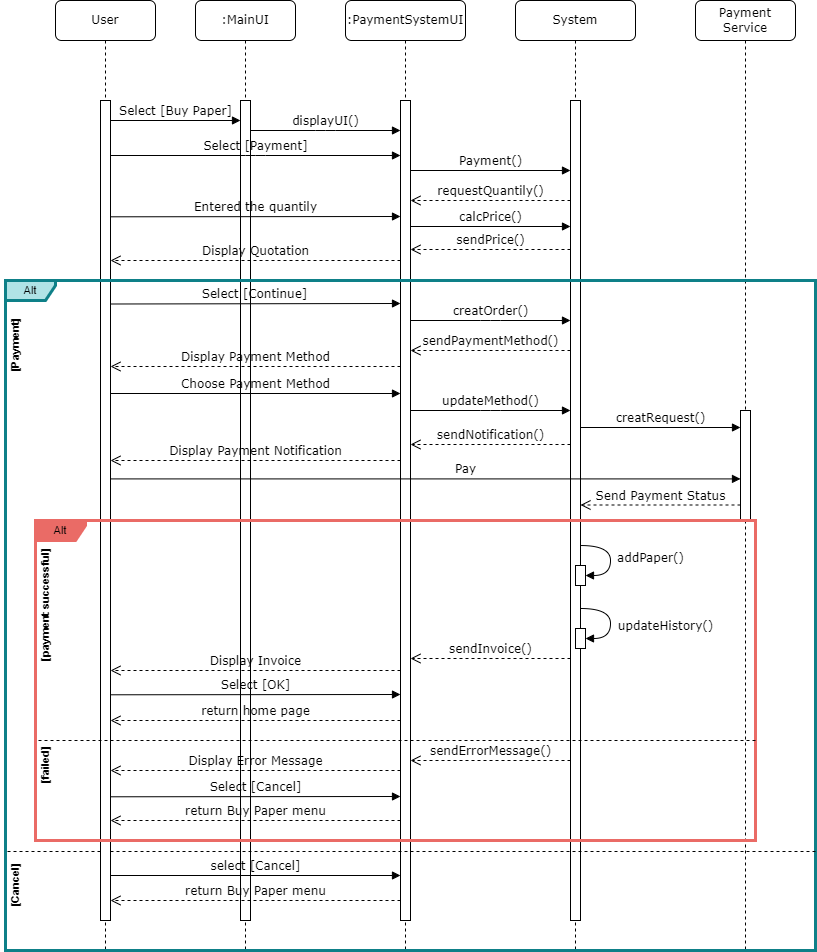 User
:MainUI
:PaymentSystemUI
System
Payment
Service
Select [Buy Paper]
displayUI()
Select [Payment]
Payment()
requestQuantily()
Entered the quantily
calcPrice()
sendPrice()
Display Quotation
Alt
[Payment]
Select [Continue]
creatOrder()
sendPaymentMethod()
Display Payment Method
Choose Payment Method
updateMethod()
creatRequest()
sendNotification()
Display Payment Notification
Pay
Send Payment Status
Alt
[payment successful]
addPaper()
updateHistory()
sendInvoice()
Display Invoice
Select [OK]
return home page
[failed]
sendErrorMessage()
Display Error Message
Select [Cancel]
return Buy Paper menu
[Cancel]
select [Cancel]
return Buy Paper menu